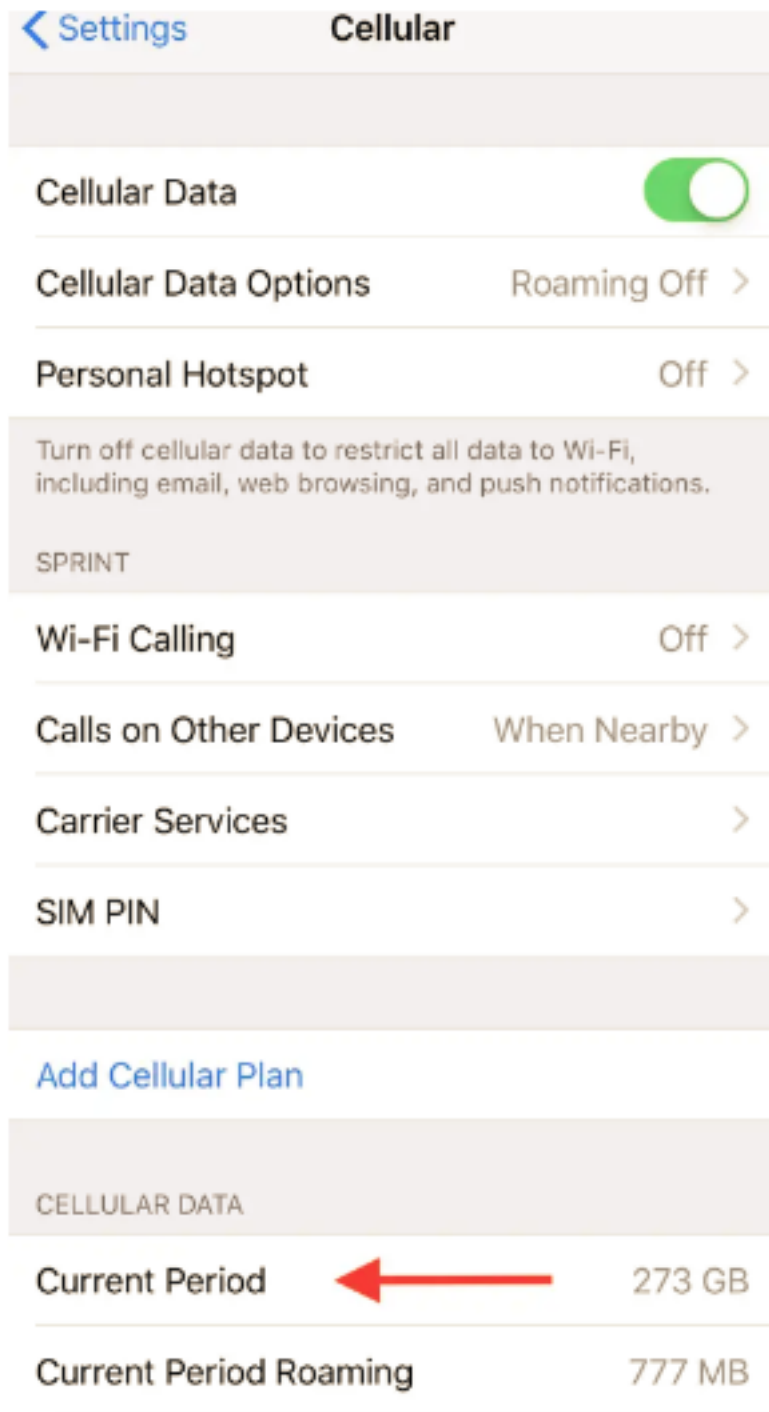 Settings Cellular
Cellular Data
Cellular Data Options Roaming Off
Personal Hotspot Off
Turn off cellular data to restrict all data to Wi-Fi,
including email, web browsing, and push notifications.
SPRINT
Wi-Fi Calling Off
Calls on Other Devices When Nearby
Carrier Services
SIM PIN
Add Cellular Plan
CELLULAR DATA
Current Period 273 GB
Current Period Roaming 777 MB